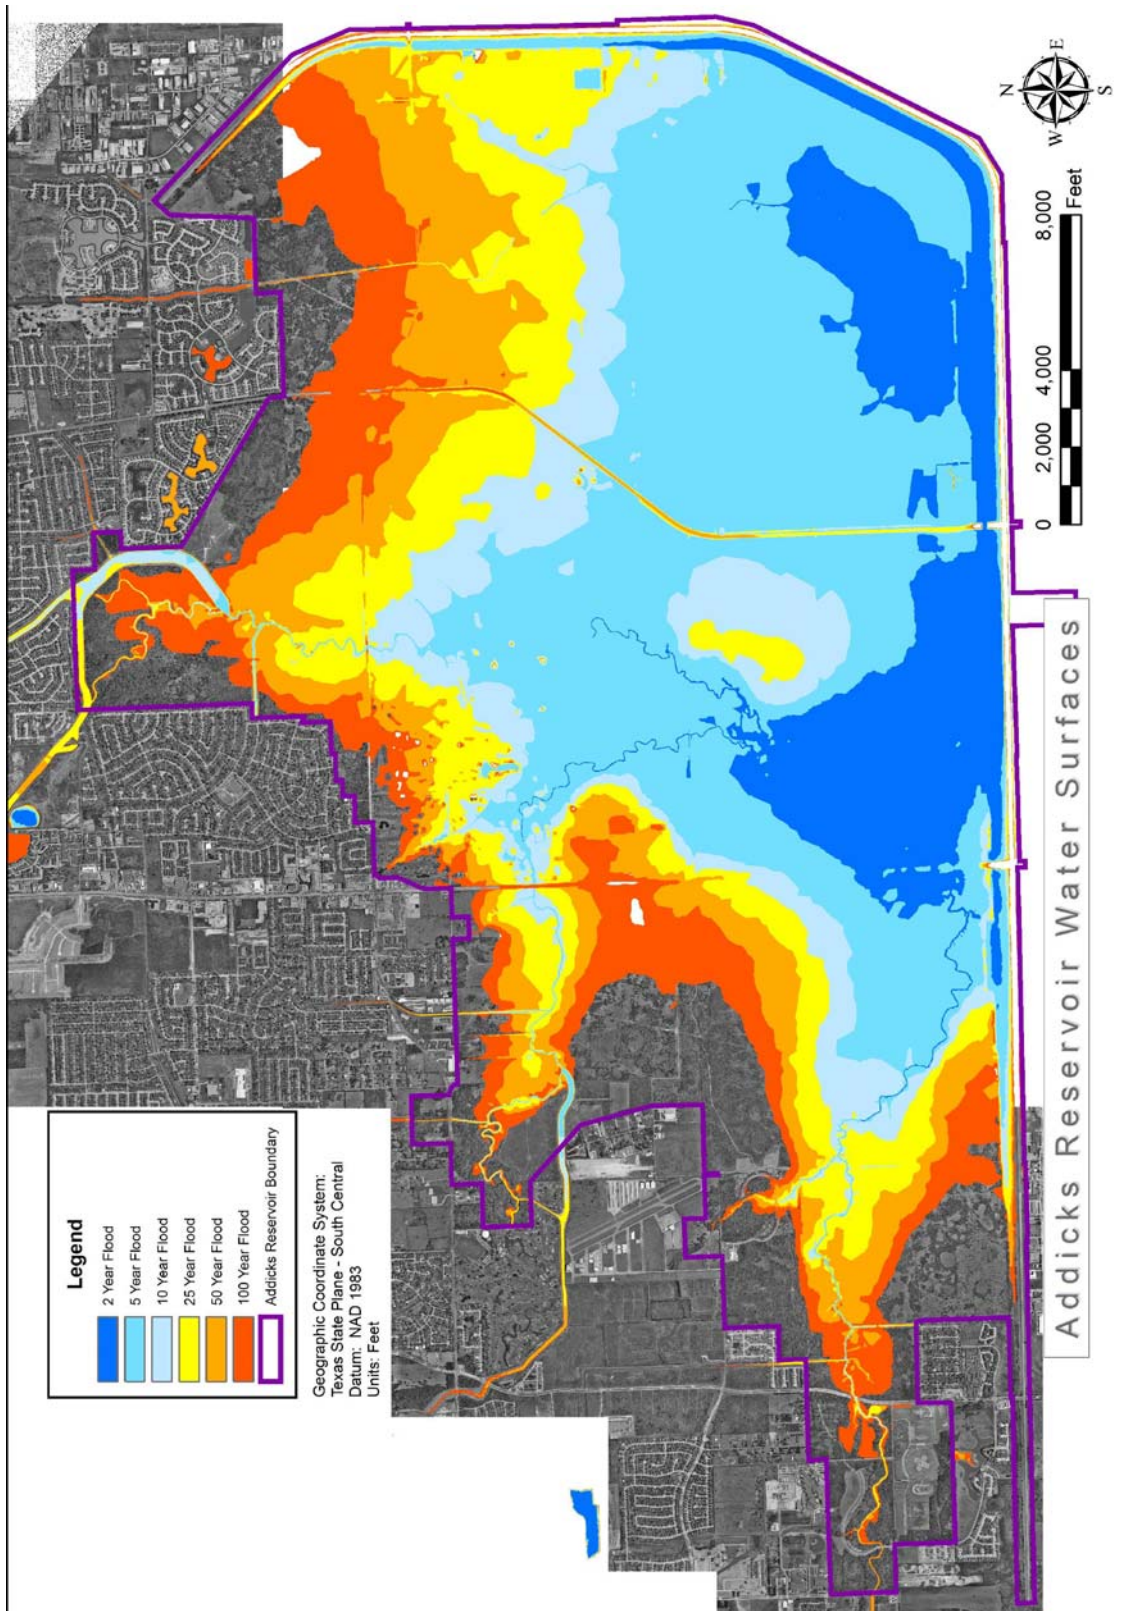 Legend
2 Year Flood
5 Year Flood
10 Year Flood
25 Year Flood
50 Year Flood
100 Year Flood
Addicks Reservoir Boundary
Geographic Coordinate System:
Texas State Plane - South Central
Datum: NAD 1983
Units: Feet
Addicks Reservoir Water Surfaces
0 2,000 4,000 8,000
Feet
N
E
S
W